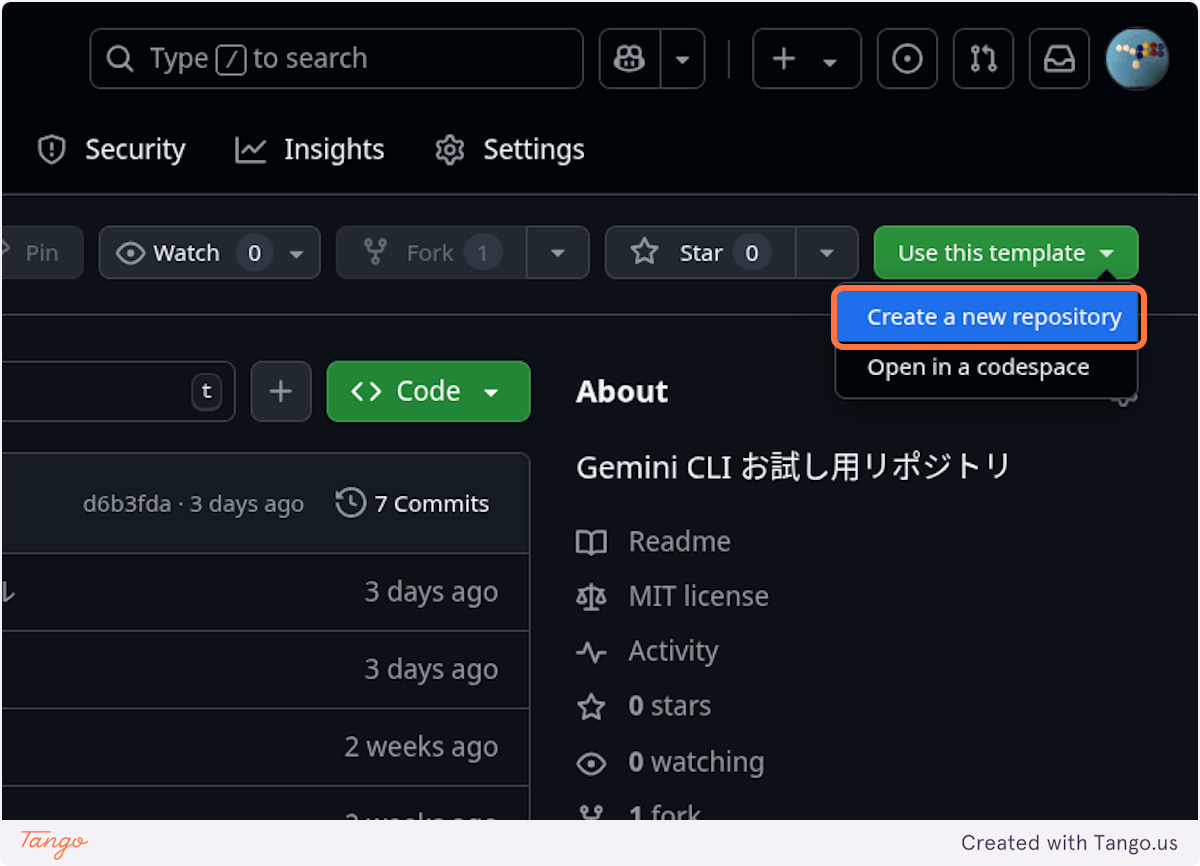 Type / to search
Security Insights Settings
Pin Watch 0 Fork 1 Star 0 Use this template
Create a new repository
Open in a codespace
t Code
About
Gemini CLI お試し用リポジトリ
d6b3fda · 3 days ago 7 Commits
Readme
3 days ago
MIT license
Activity
3 days ago
0 stars
2 weeks ago
0 watching
2 weeks ago
1 fork
Tango
Created with Tango.us